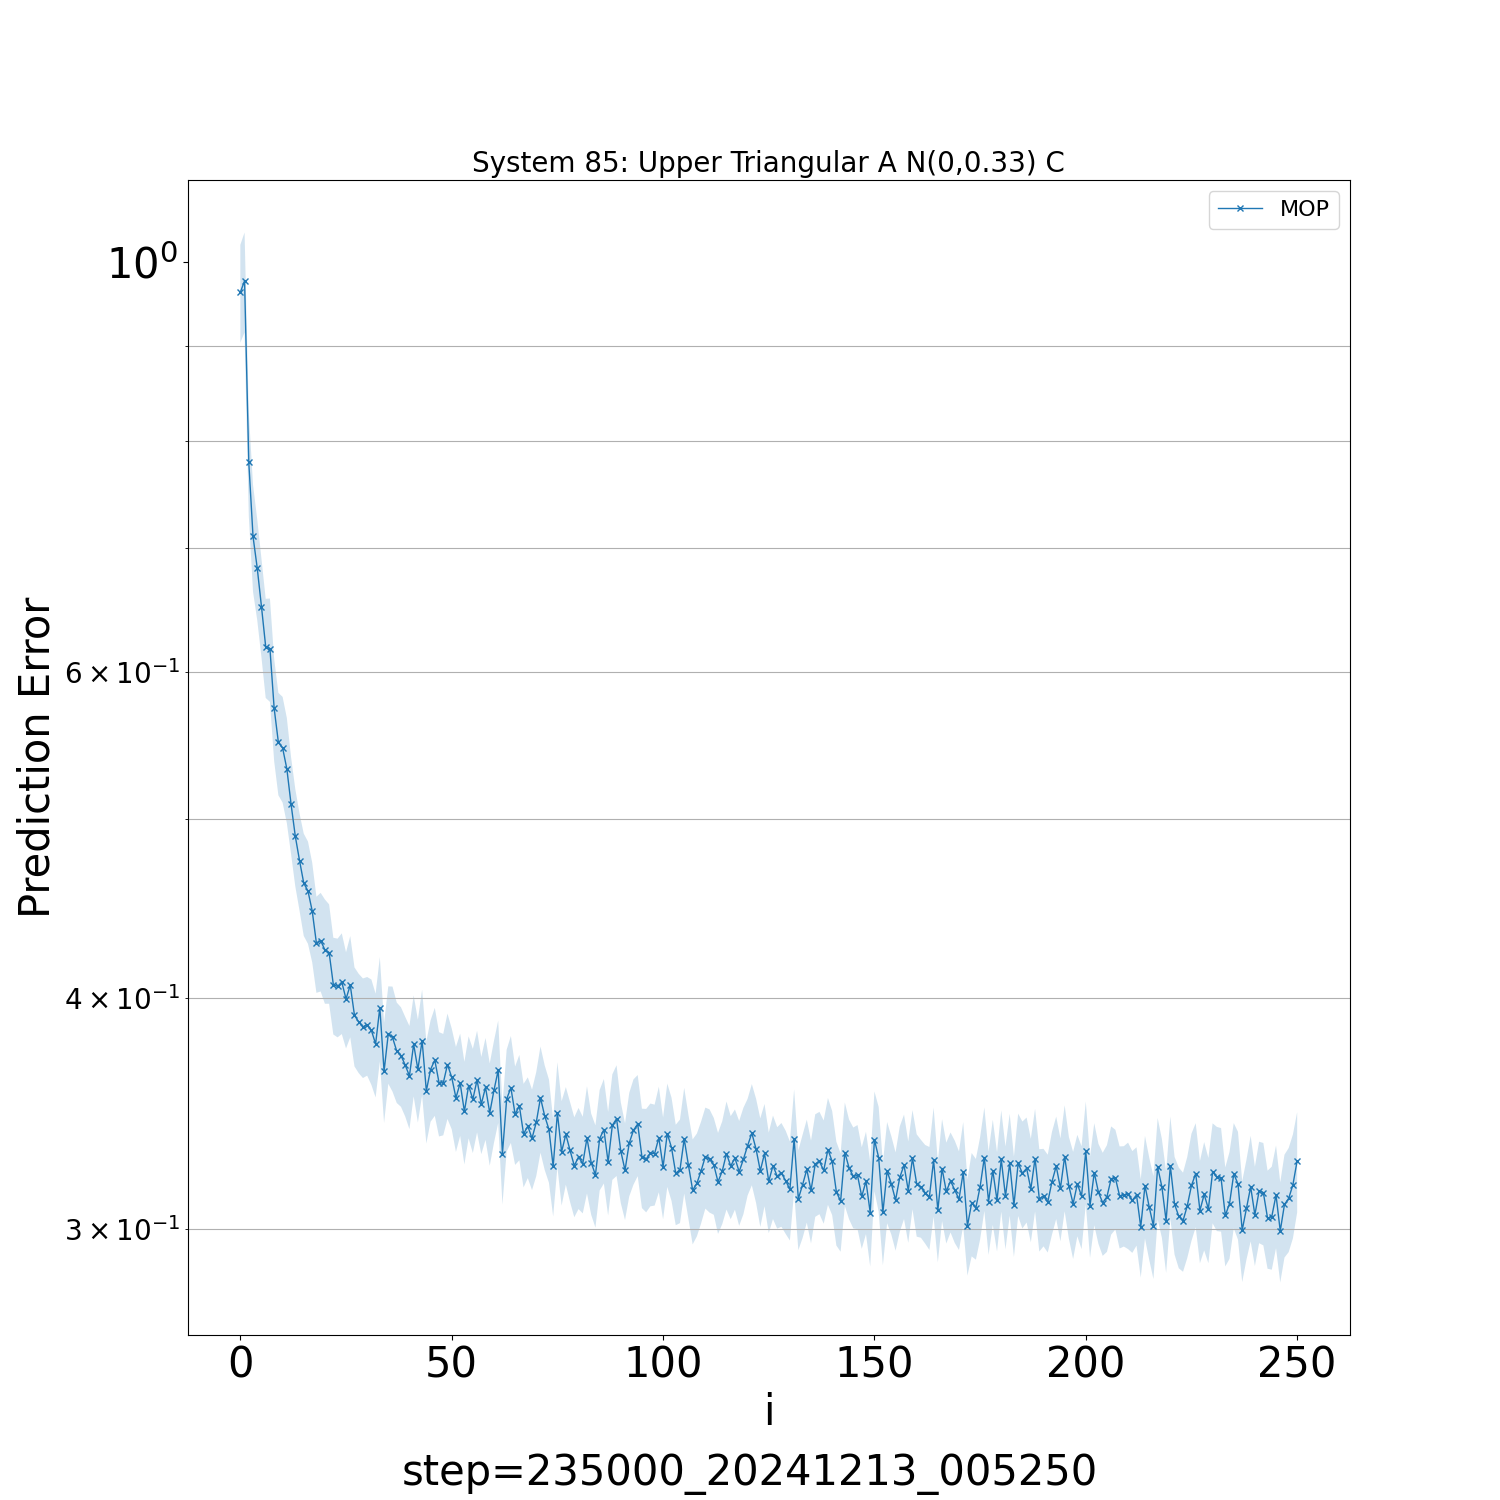 System 85: Upper Triangular A N(0,0.33) C
MOP
10⁰
6 × 10⁻¹
4 × 10⁻¹
3 × 10⁻¹
Prediction Error
0 50 100 150 200 250
i
step=235000_20241213_005250